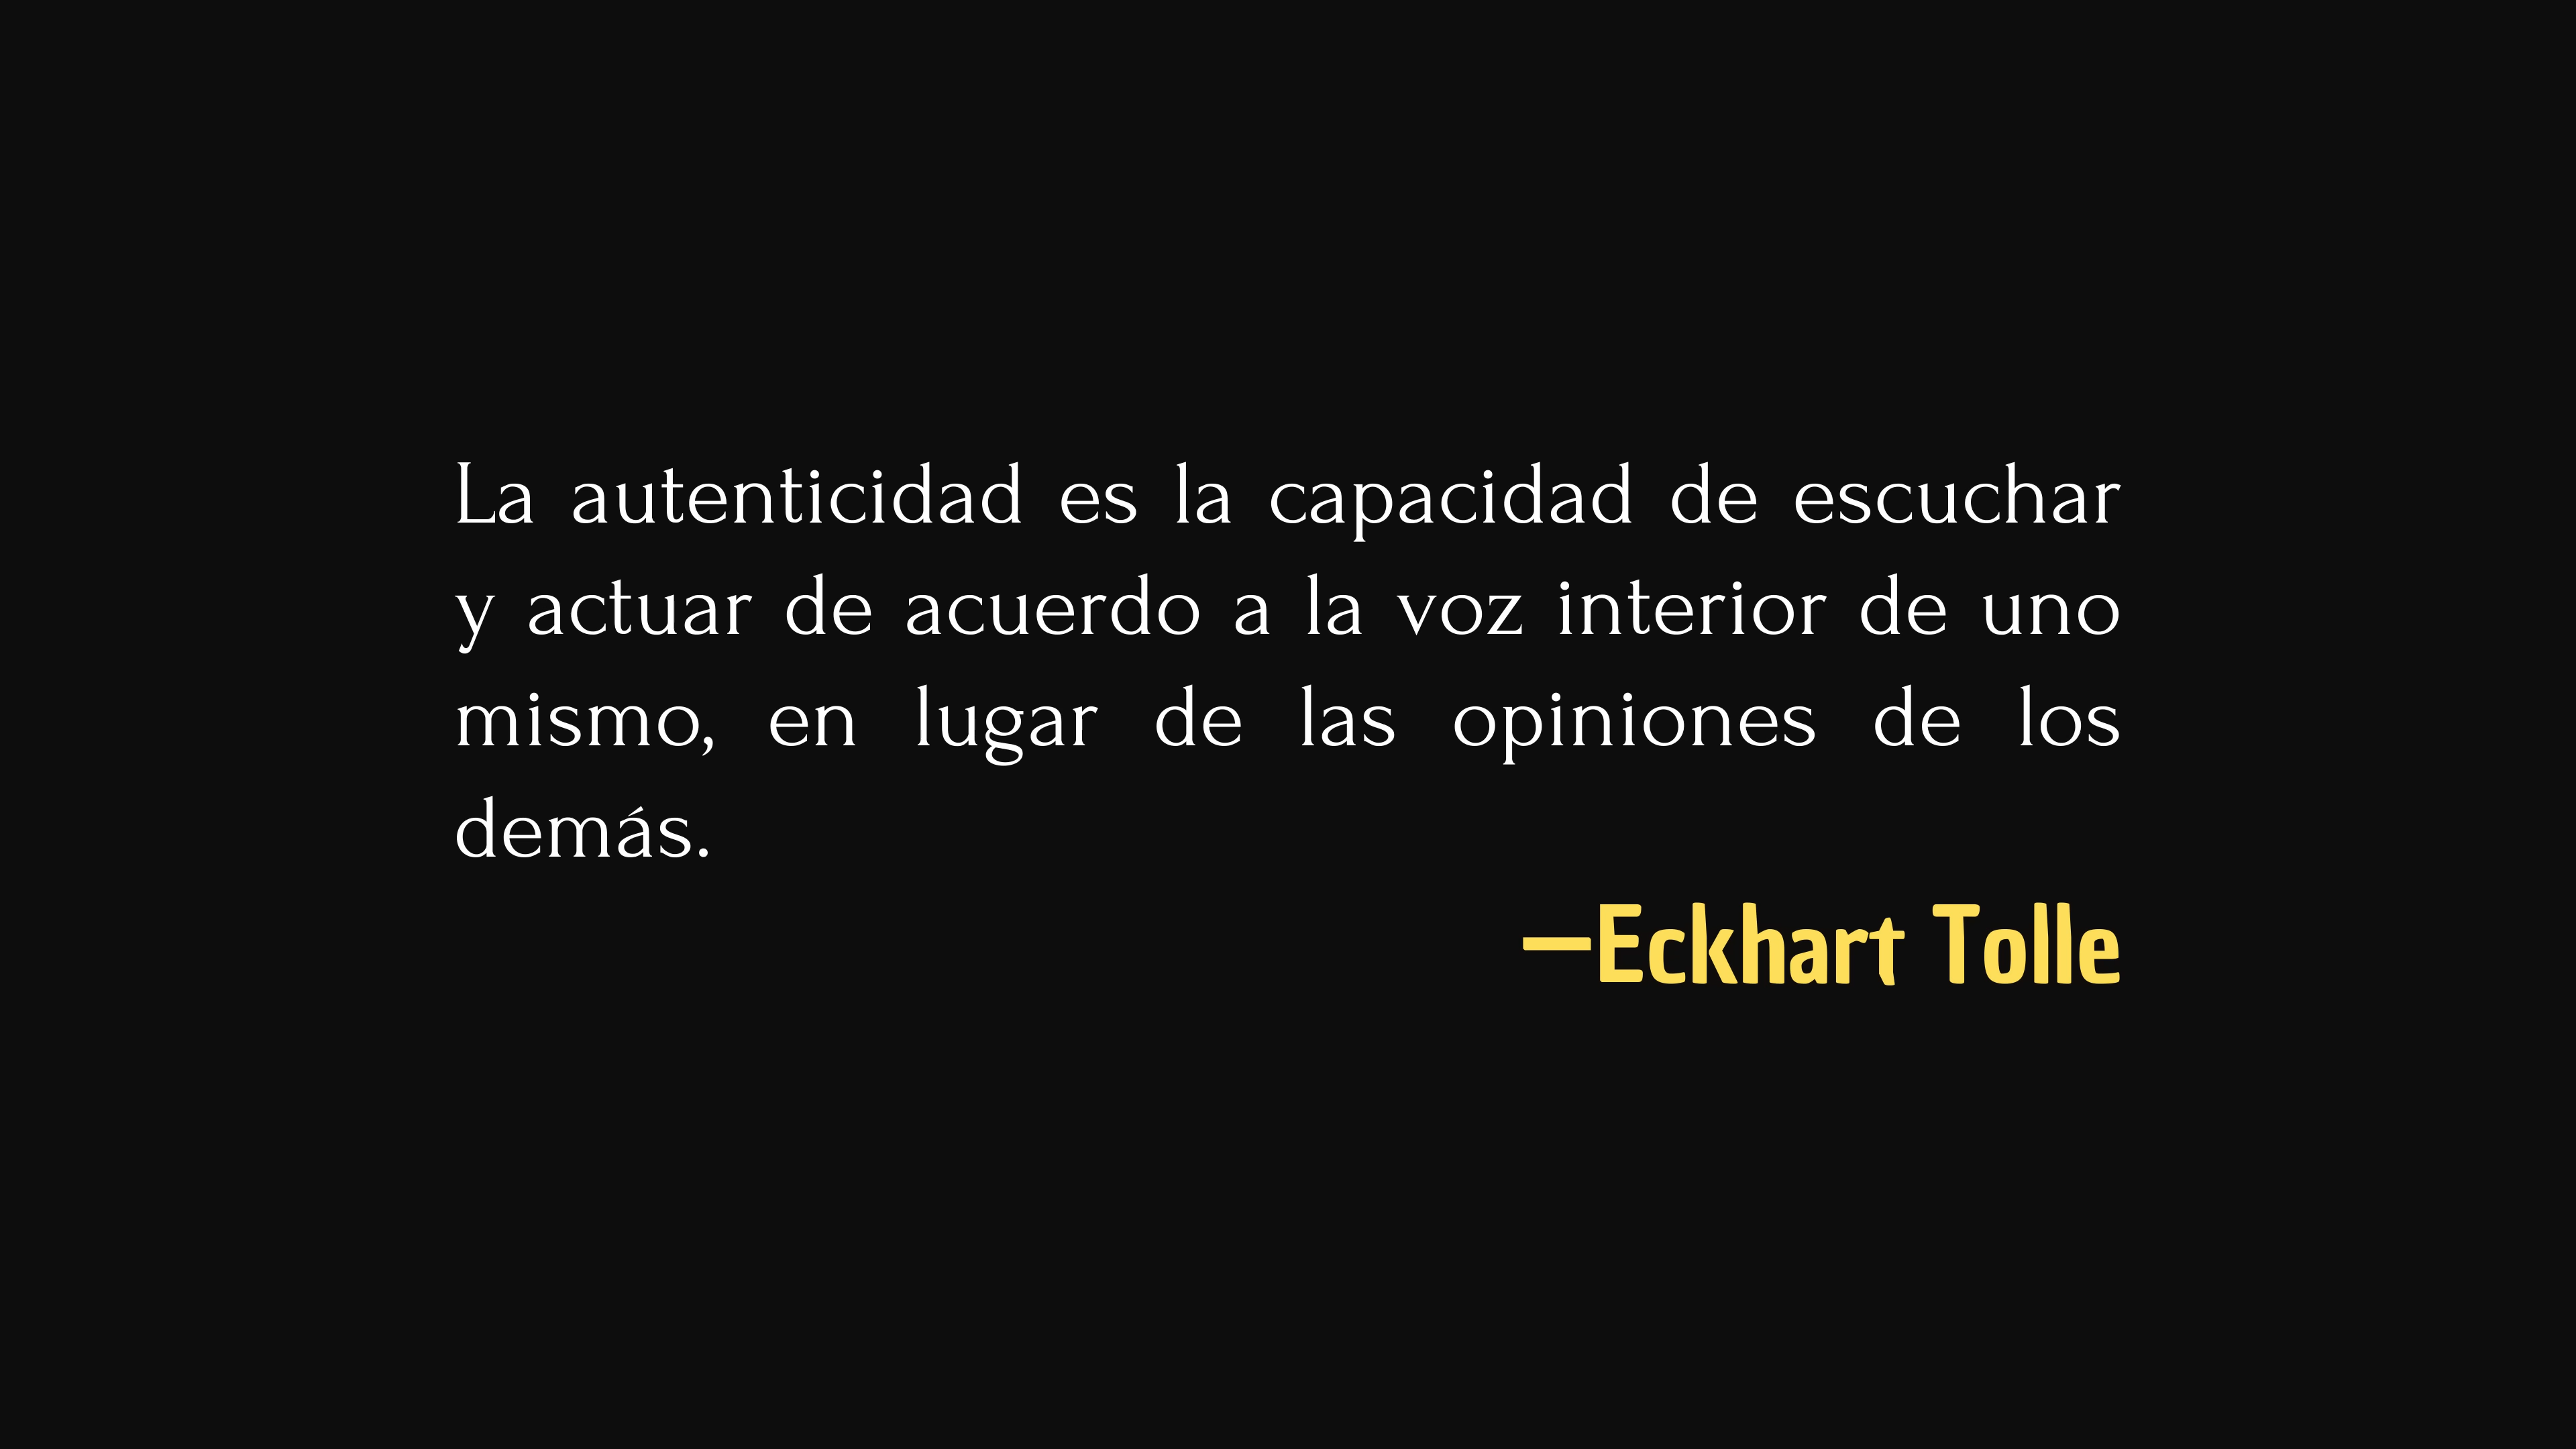 La autenticidad es la capacidad de escuchar
y actuar de acuerdo a la voz interior de uno
mismo, en lugar de las opiniones de los
demás.
—Eckhart Tolle